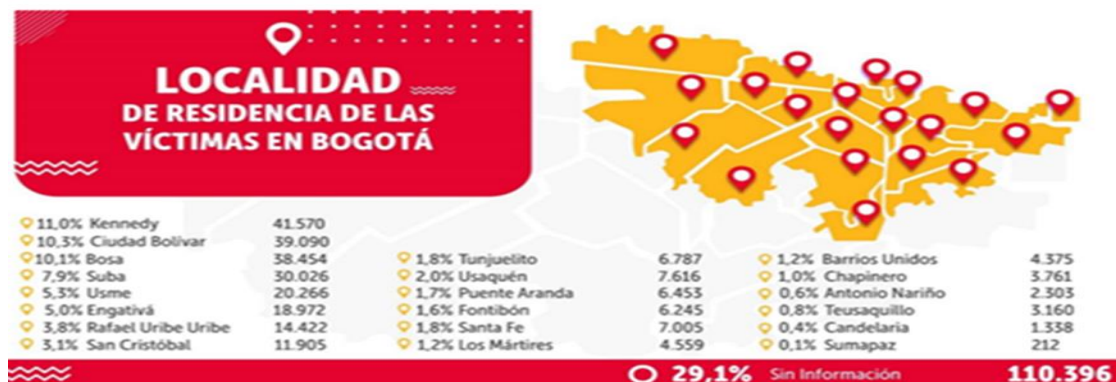 LOCALIDAD
DE RESIDENCIA DE LAS
VÍCTIMAS EN BOGOTÁ
11,0% Kennedy 41.570
10,3% Ciudad Bolívar 39.090
10,1% Bosa 38.454
7,9% Suba 30.026
5,3% Usme 20.266
5,0% Engativá 18.972
3,8% Rafael Uribe Uribe 14.422
3,1% San Cristóbal 11.905
1,8% Tunjuelito 6.787
2,0% Usaquén 7.616
1,7% Puente Aranda 6.453
1,6% Fontibón 6.245
1,8% Santa Fe 7.005
1,2% Los Mártires 4.559
1,2% Barrios Unidos 4.375
1,0% Chapinero 3.761
0,6% Antonio Nariño 2.303
0,8% Teusaquillo 3.160
0,4% Candelaria 1.338
0,1% Sumapaz 212
29,1% Sin Información 110.396